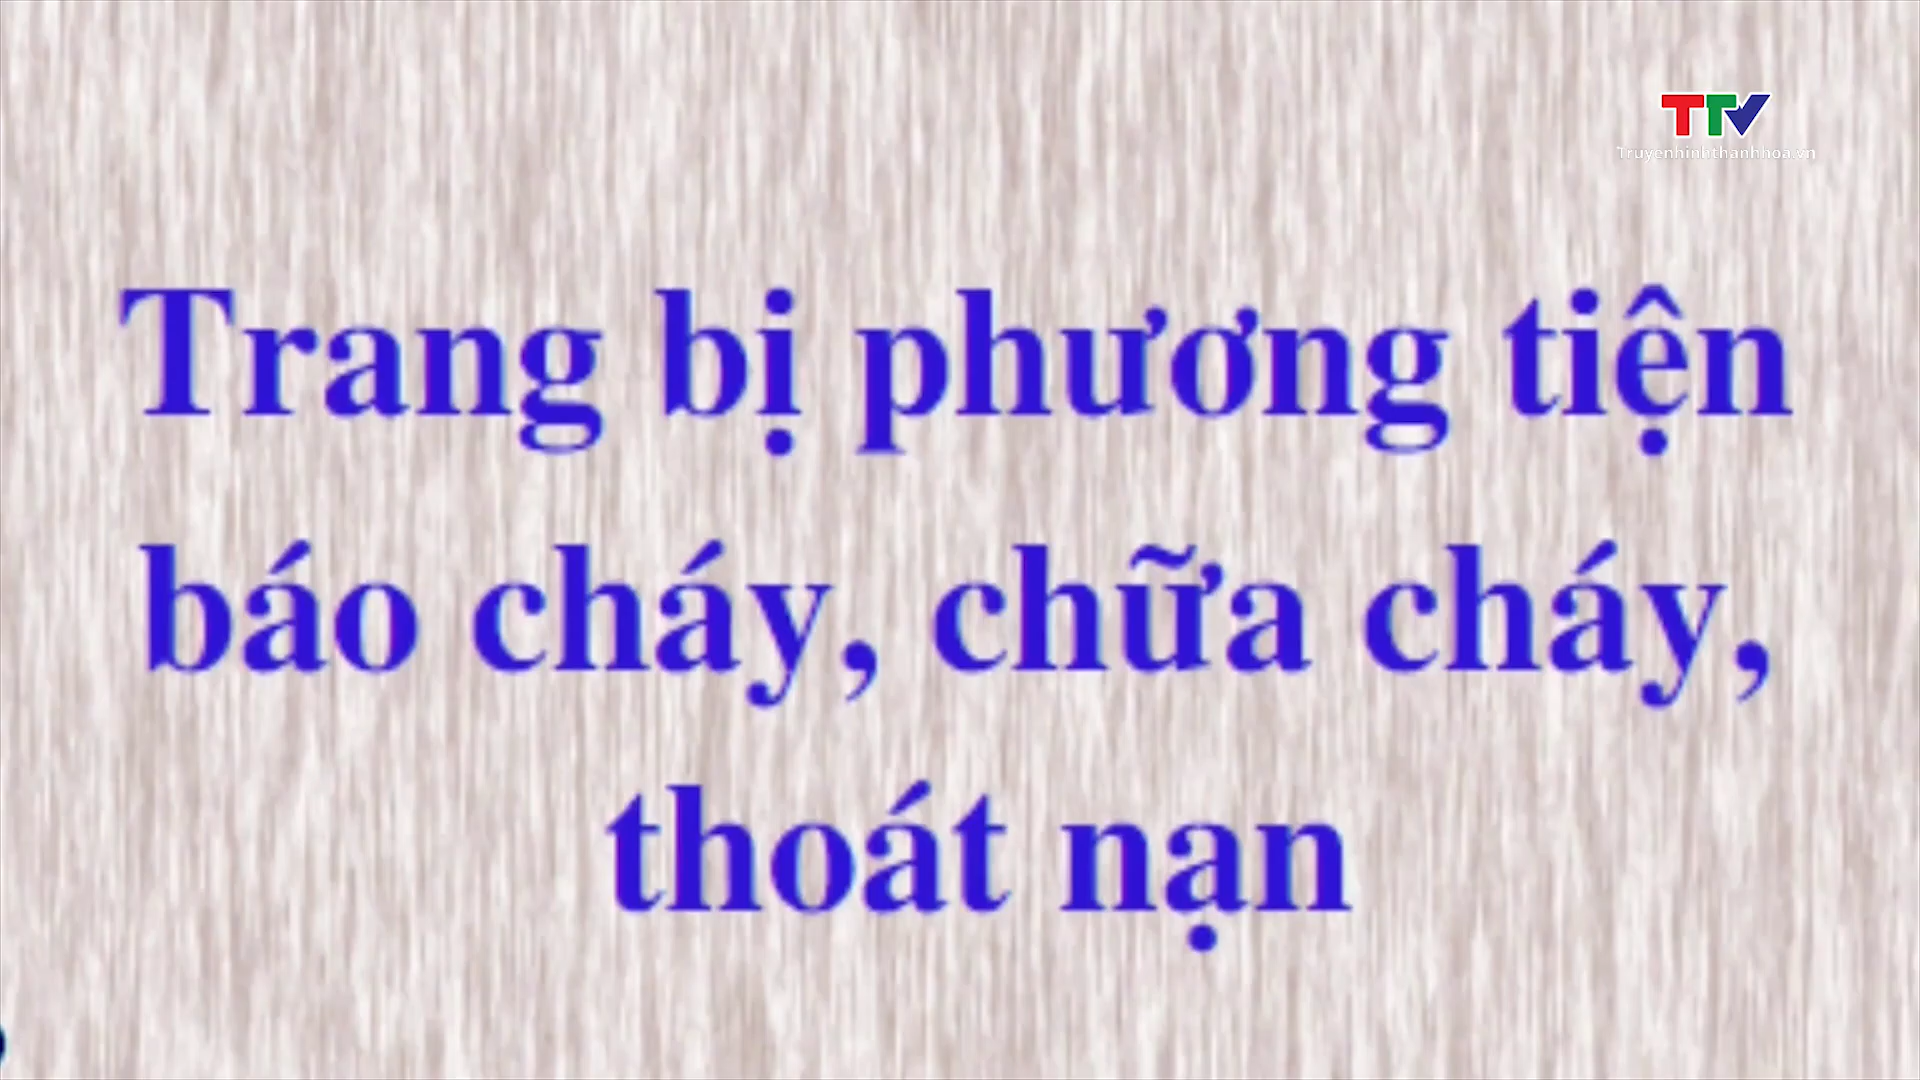 TTV
Truyenhinhthanhhoa.vn
Trang bị phương tiện
báo cháy, chữa cháy,
thoát nạn